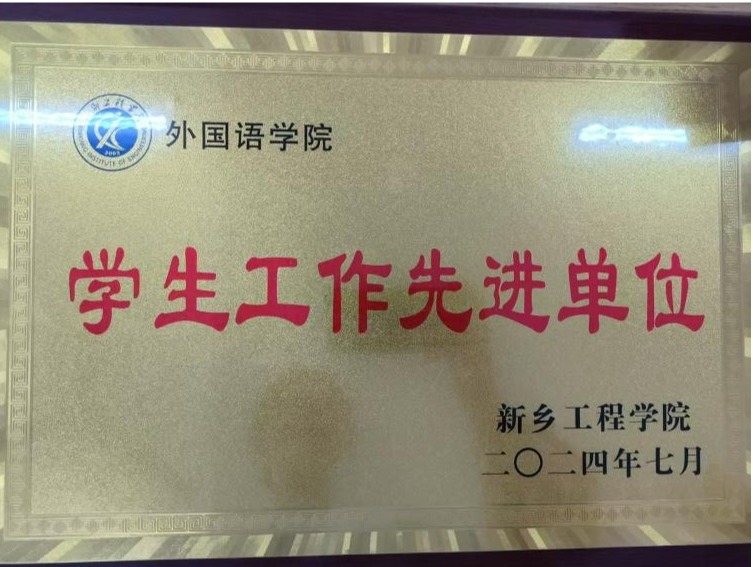 外国语学院
学生工作先进单位
新乡工程学院
二〇二四年七月